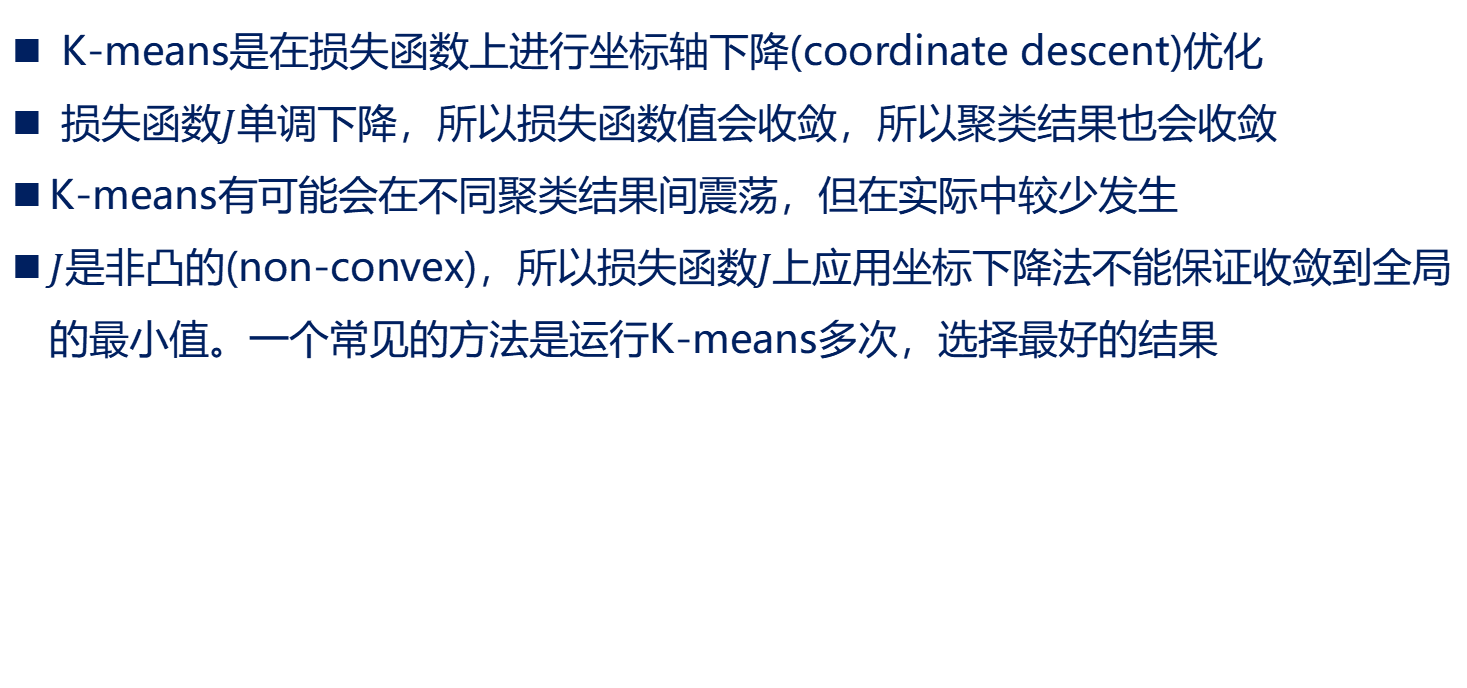 ■ K-means是在损失函数上进行坐标轴下降(coordinate descent)优化
■ 损失函数J单调下降，所以损失函数值会收敛，所以聚类结果也会收敛
■ K-means有可能会在不同聚类结果间震荡，但在实际中较少发生
■ J是非凸的(non-convex)，所以损失函数J上应用坐标下降法不能保证收敛到全局
的最小值。一个常见的方法是运行K-means多次，选择最好的结果